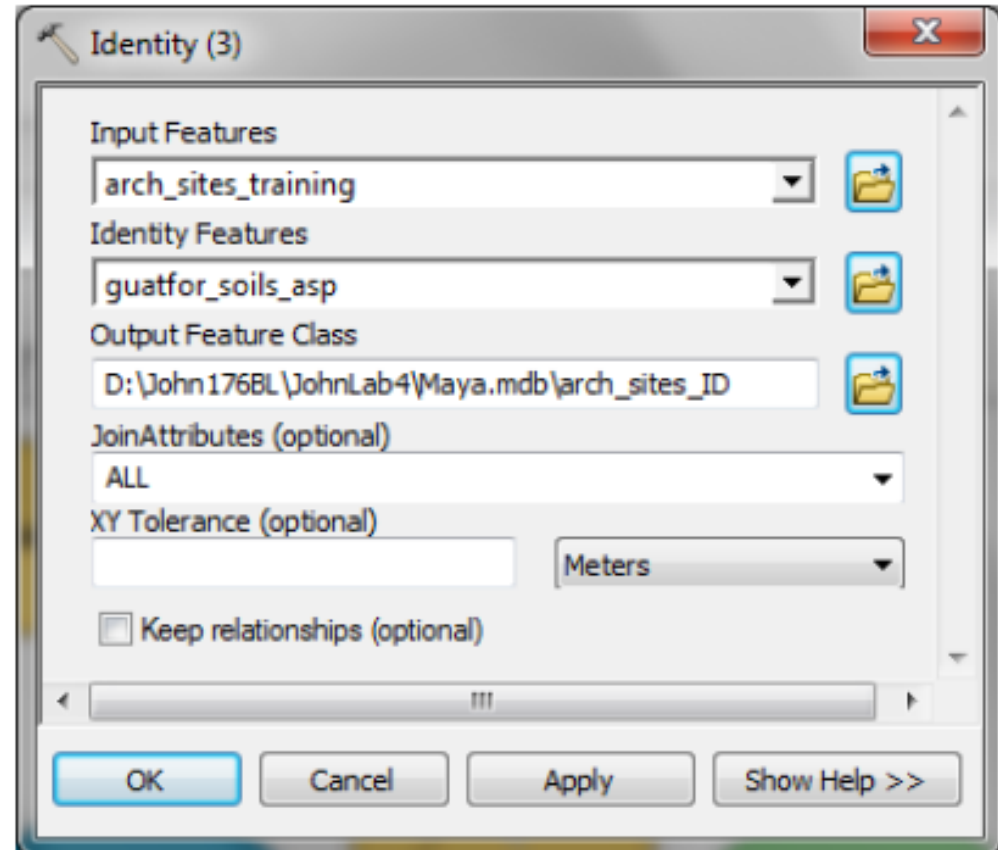 Identity (3)
Input Features
arch_sites_training
Identity Features
guatfor_soils_asp
Output Feature Class
D:\John176BL\JohnLab4\Maya.mdb\arch_sites_ID
JoinAttributes (optional)
ALL
XY Tolerance (optional)
Meters
Keep relationships (optional)
OK Cancel Apply Show Help >>